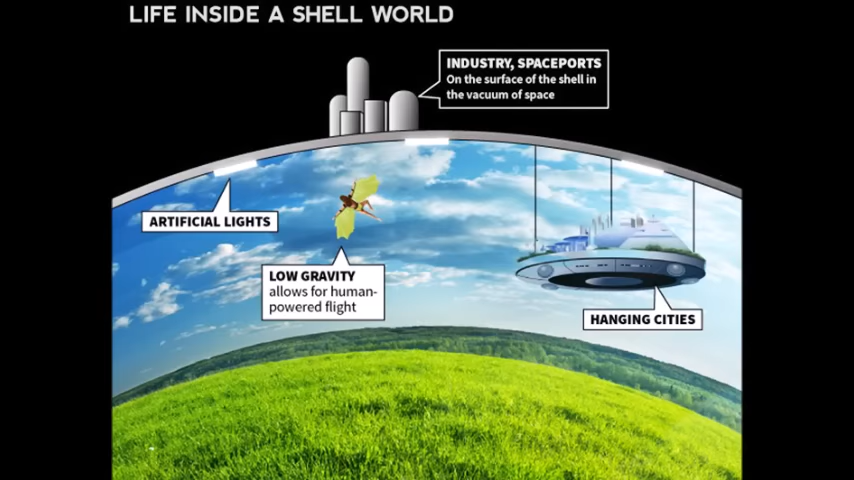 LIFE INSIDE A SHELL WORLD
INDUSTRY, SPACEPORTS
On the surface of the shell in
the vacuum of space
ARTIFICIAL LIGHTS
LOW GRAVITY
allows for human-
powered flight
HANGING CITIES